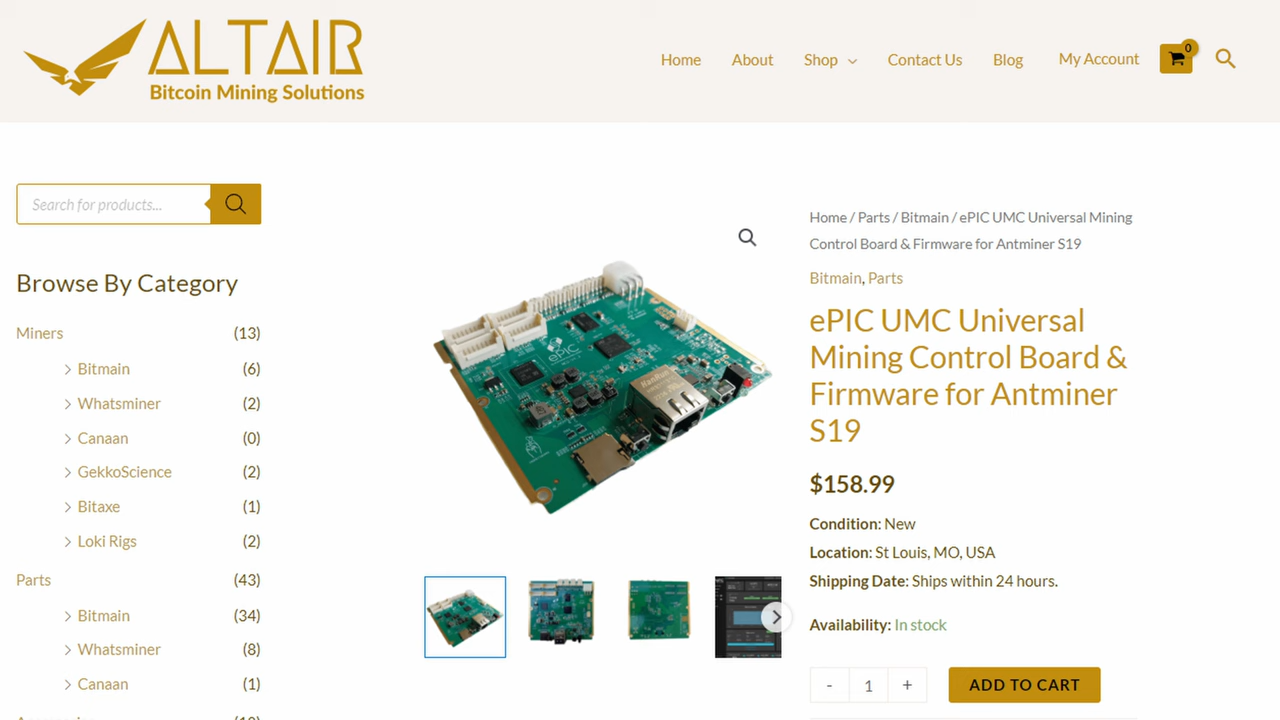 ALTAIR
Bitcoin Mining Solutions
Home About Shop Contact Us Blog My Account 0
Search for products...
Browse By Category
Miners (13)
Bitmain (6)
Whatsminer (2)
Canaan (0)
GekkoScience (2)
Bitaxe (1)
Loki Rigs (2)
Parts (43)
Bitmain (34)
Whatsminer (8)
Canaan (1)
ePIC
HanRun
Home / Parts / Bitmain / ePIC UMC Universal Mining
Control Board & Firmware for Antminer S19
Bitmain, Parts
ePIC UMC Universal
Mining Control Board &
Firmware for Antminer
S19
$158.99
Condition: New
Location: St Louis, MO, USA
Shipping Date: Ships within 24 hours.
Availability: In stock
- 1 +
ADD TO CART